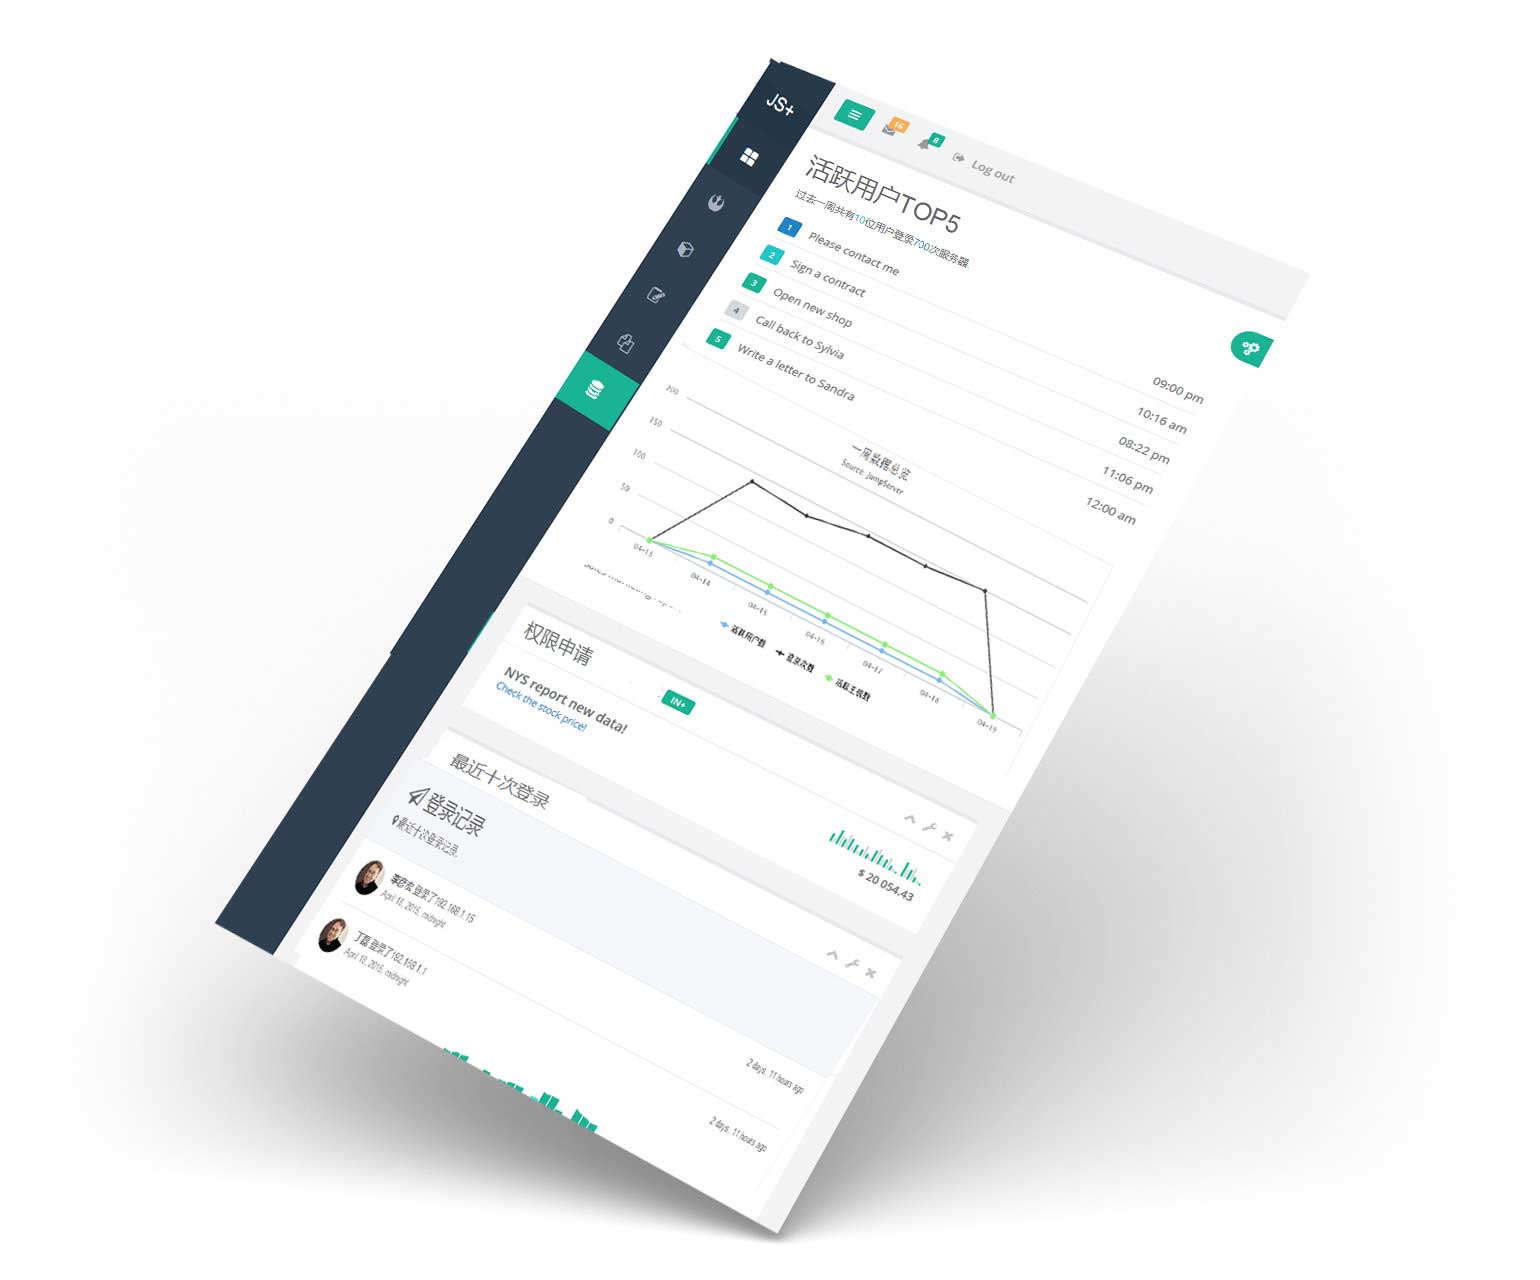 JS+
16
8
Log out
活跃用户TOP5
过去一周共有10位用户登录700次服务器.
1 Please contact me 09:00 pm
2 Sign a contract 10:16 am
3 Open new shop 08:22 pm
4 Call back to Sylvia 11:06 pm
5 Write a letter to Sandra 12:00 am
一周数据总览
Source: JumpServer
200
150
100
50
0
04-13
04-14
04-15
04-16
04-17
04-18
04-19
活跃用户数
登录次数
活跃主机数
权限申请
NYS report new data!
Check the stock price!
IN+
$ 20 054.43
最近十次登录
登录记录
最近十次登录记录.
李彦宏 登录了192.168.1.15
April 18, 2015, midnight
2 days, 11 hours ago
丁磊 登录了192.168.1.1
April 18, 2015, midnight
2 days, 11 hours ago